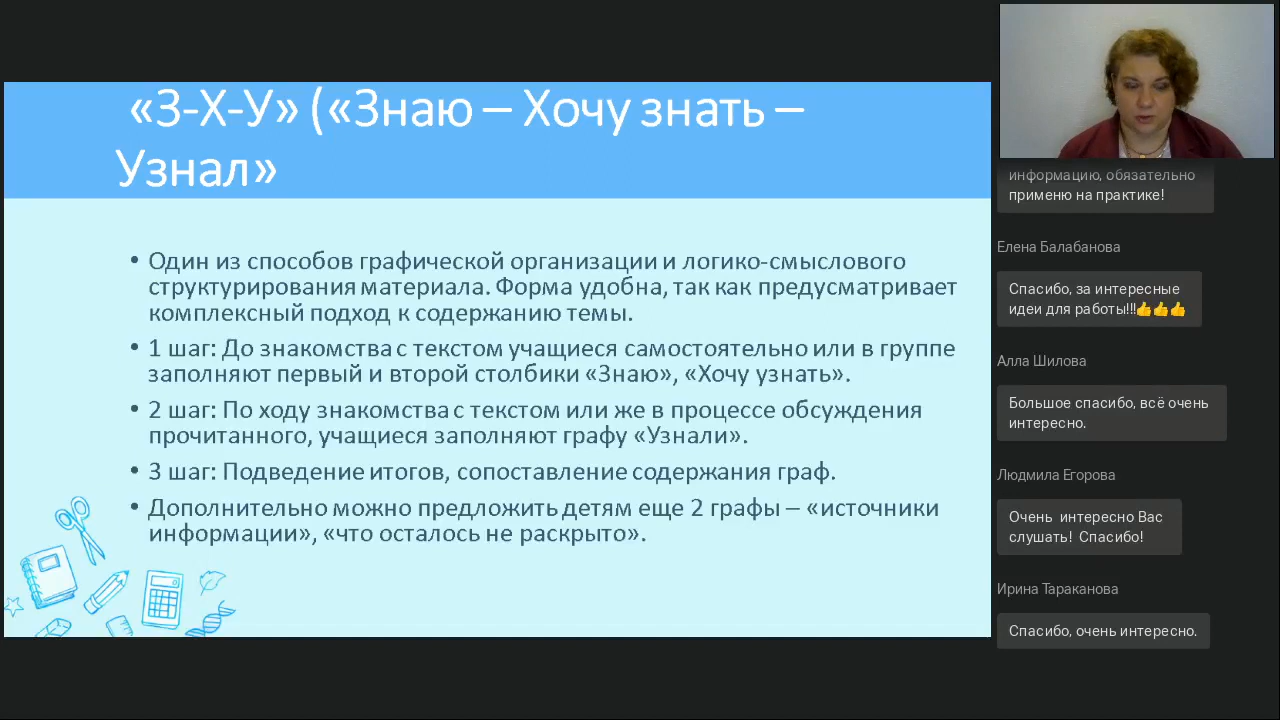 «З-Х-У» («Знаю – Хочу знать –
Узнал»
• Один из способов графической организации и логико-смыслового
структурирования материала. Форма удобна, так как предусматривает
комплексный подход к содержанию темы.
• 1 шаг: До знакомства с текстом учащиеся самостоятельно или в группе
заполняют первый и второй столбики «Знаю», «Хочу узнать».
• 2 шаг: По ходу знакомства с текстом или же в процессе обсуждения
прочитанного, учащиеся заполняют графу «Узнали».
• 3 шаг: Подведение итогов, сопоставление содержания граф.
• Дополнительно можно предложить детям еще 2 графы – «источники
информации», «что осталось не раскрыто».
информацию, обязательно
применю на практике!
Елена Балабанова
Спасибо, за интересные
идеи для работы!!!👍👍👍
Алла Шилова
Большое спасибо, всё очень
интересно.
Людмила Егорова
Очень интересно Вас
слушать! Спасибо!
Ирина Тараканова
Спасибо, очень интересно.